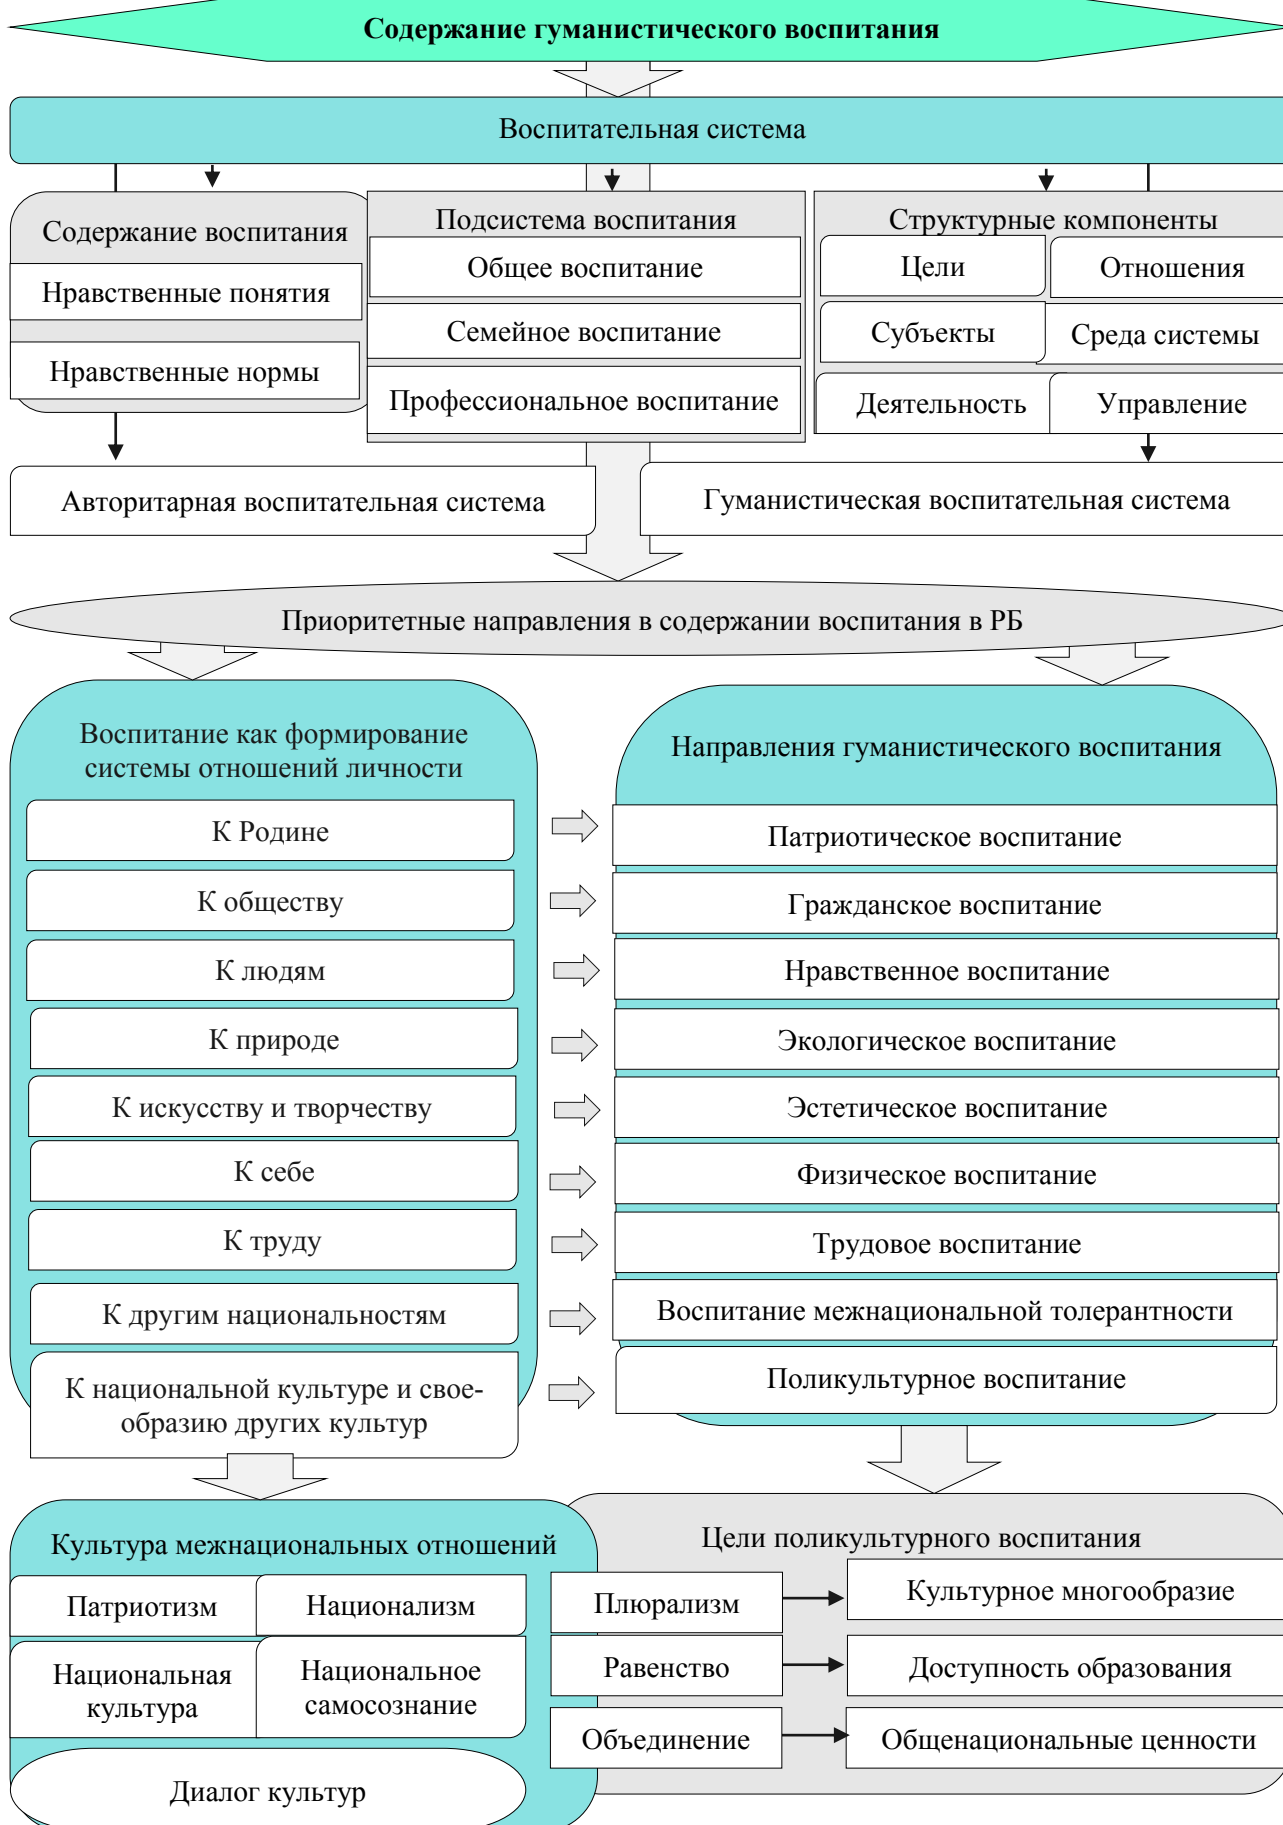 Содержание гуманистического воспитания
Воспитательная система
Содержание воспитания
Нравственные понятия
Нравственные нормы
Подсистема воспитания
Общее воспитание
Семейное воспитание
Профессиональное воспитание
Структурные компоненты
Цели
Отношения
Субъекты
Среда системы
Деятельность
Управление
Авторитарная воспитательная система
Гуманистическая воспитательная система
Приоритетные направления в содержании воспитания в РБ
Воспитание как формирование
системы отношений личности
Направления гуманистического воспитания
К Родине
Патриотическое воспитание
К обществу
Гражданское воспитание
К людям
Нравственное воспитание
К природе
Экологическое воспитание
К искусству и творчеству
Эстетическое воспитание
К себе
Физическое воспитание
К труду
Трудовое воспитание
К другим национальностям
Воспитание межнациональной толерантности
К национальной культуре и свое-
образию других культур
Поликультурное воспитание
Культура межнациональных отношений
Патриотизм
Национализм
Национальная
культура
Национальное
самосознание
Диалог культур
Цели поликультурного воспитания
Плюрализм
Культурное многообразие
Равенство
Доступность образования
Объединение
Общенациональные ценности